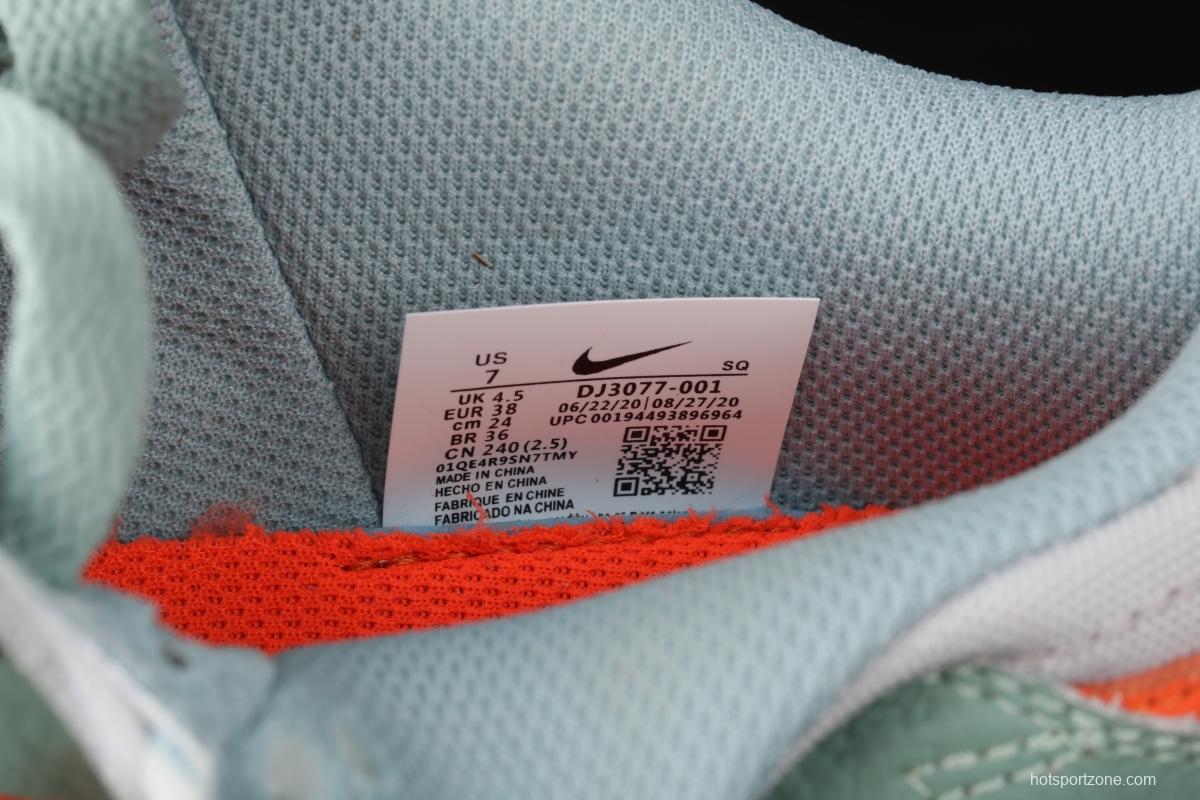 US
7
SQ
UK 4.5
EUR 38
cm 24
BR 36
CN 240 (2.5)
DJ3077-001
06/22/20|08/27/20
UPC 00194493896964
01QE4R9SN7TMY
MADE IN CHINA
HECHO EN CHINA
FABRIQUE EN CHINE
FABRICADO NA CHINA
hotsportzone.com